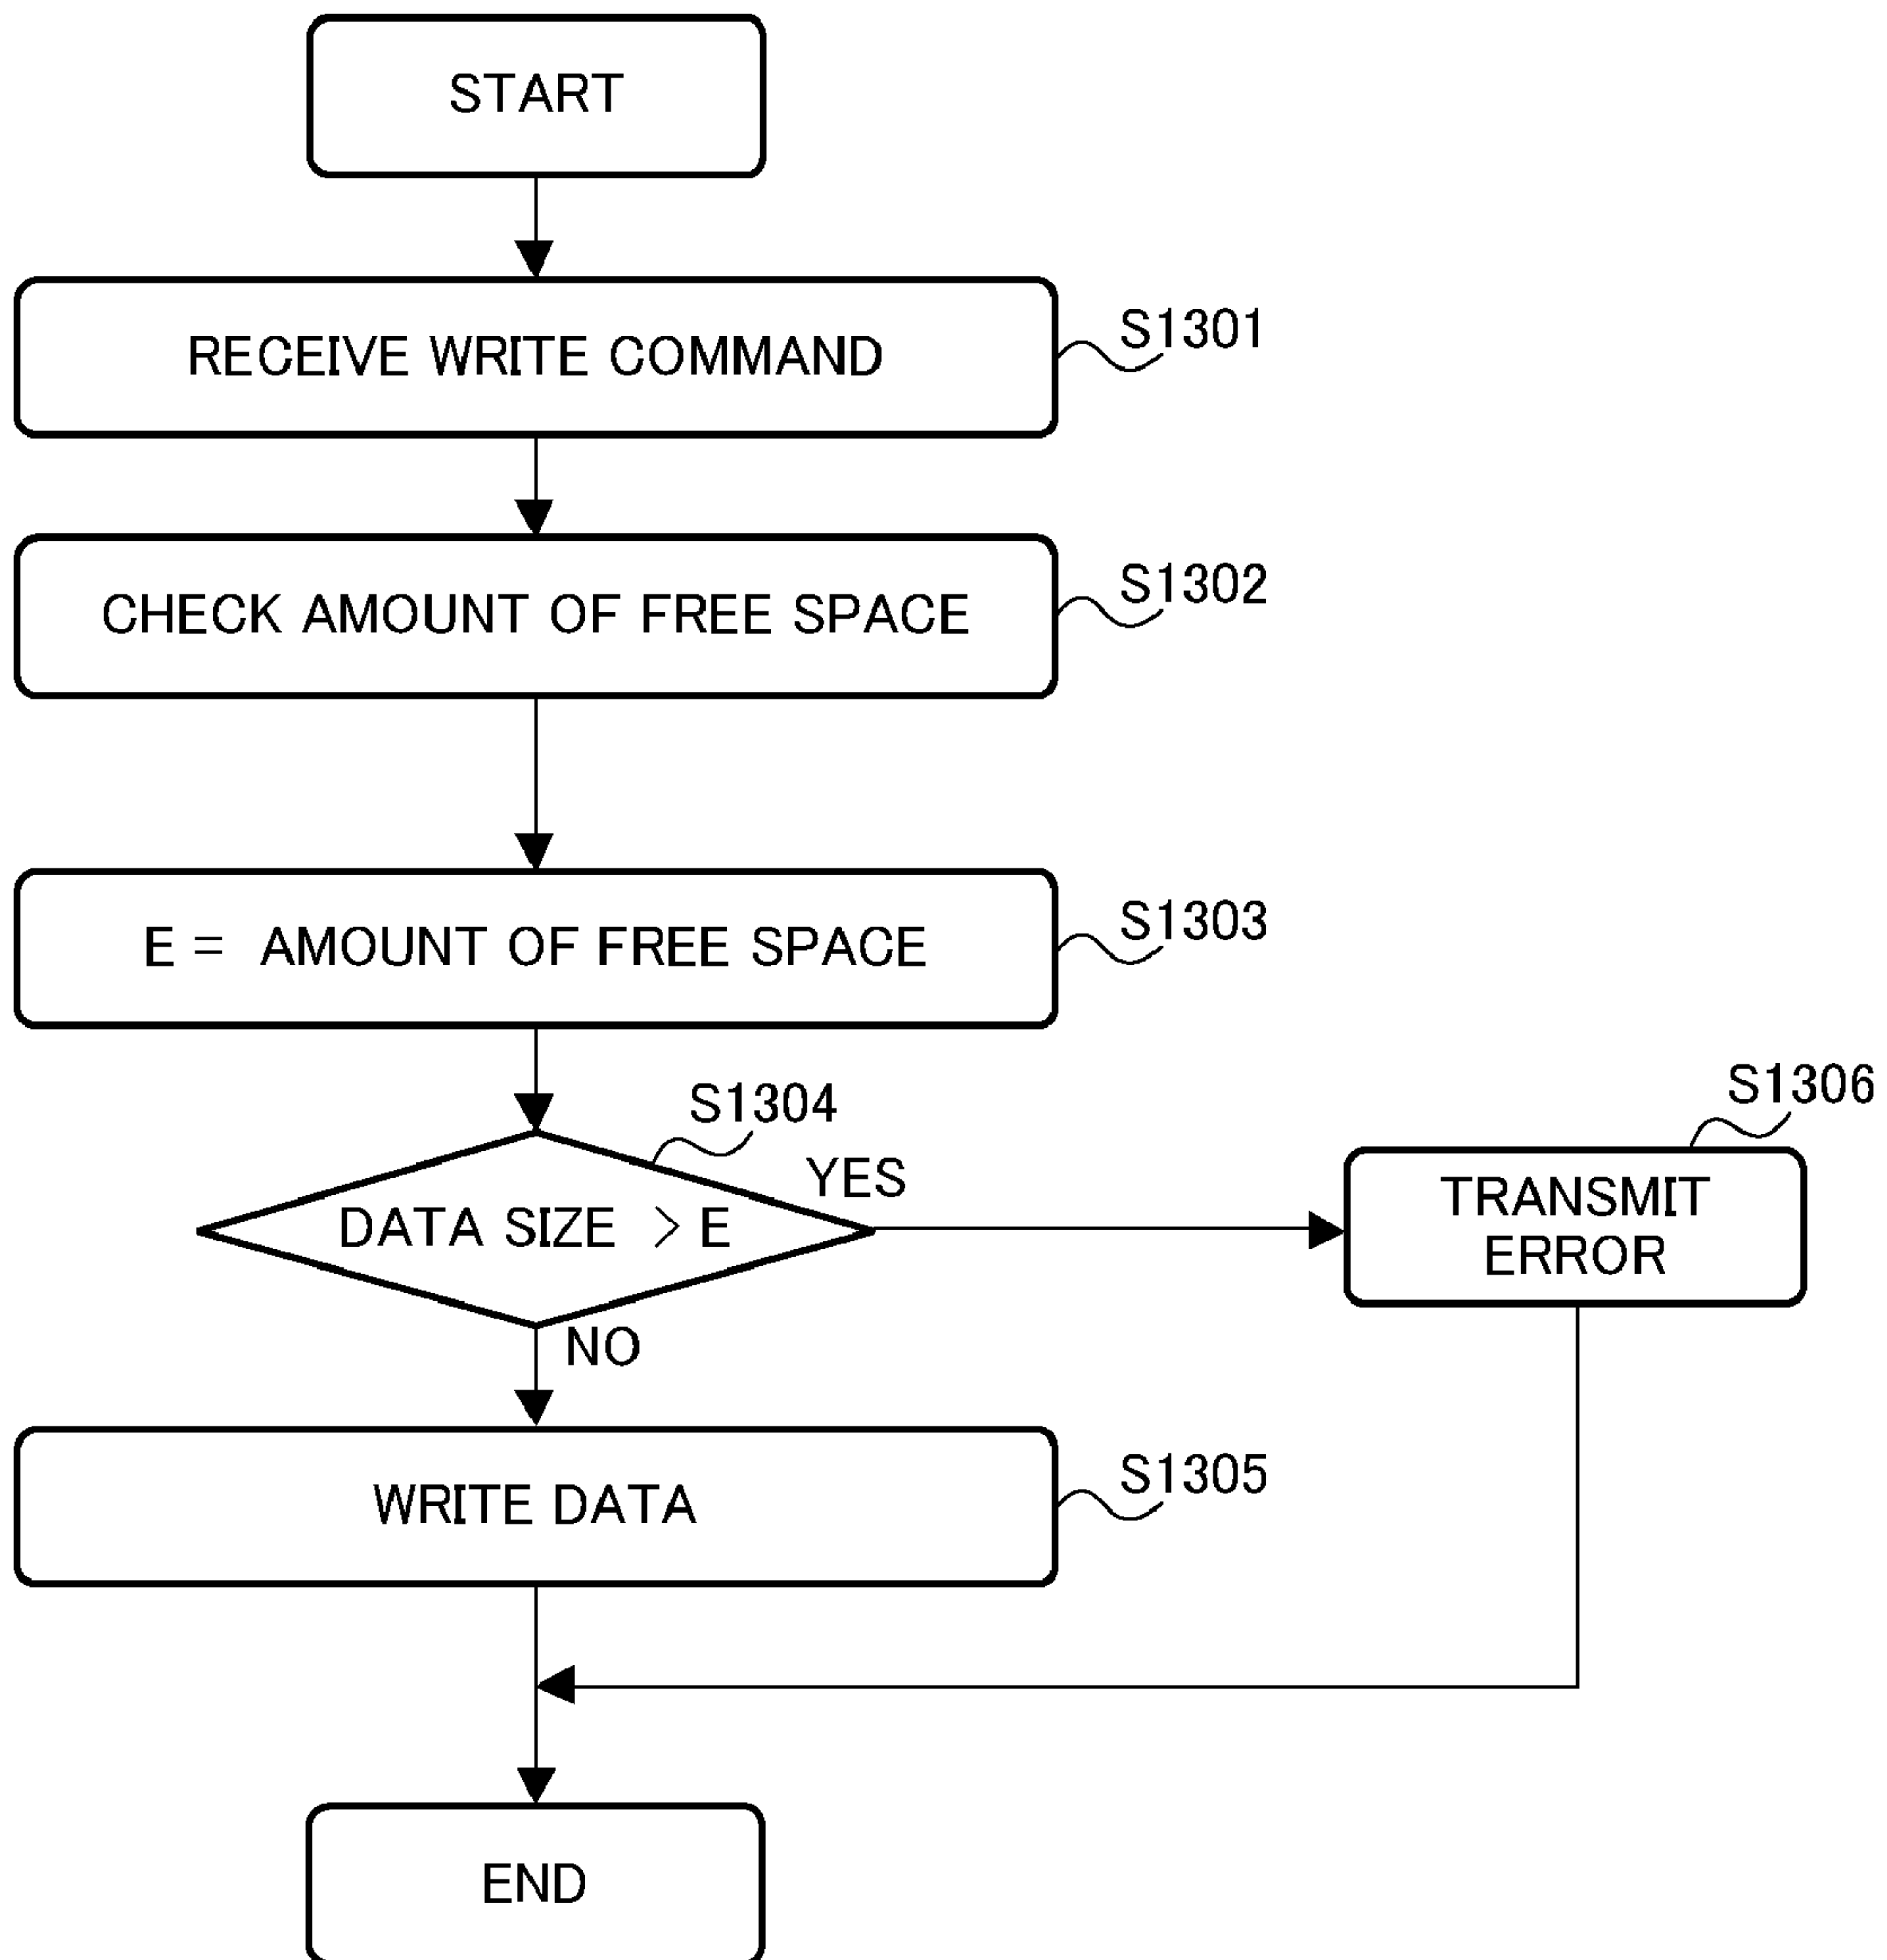 START
RECEIVE WRITE COMMAND
S1301
CHECK AMOUNT OF FREE SPACE
S1302
E = AMOUNT OF FREE SPACE
S1303
S1304
DATA SIZE > E
YES
S1306
TRANSMIT
ERROR
NO
WRITE DATA
S1305
END